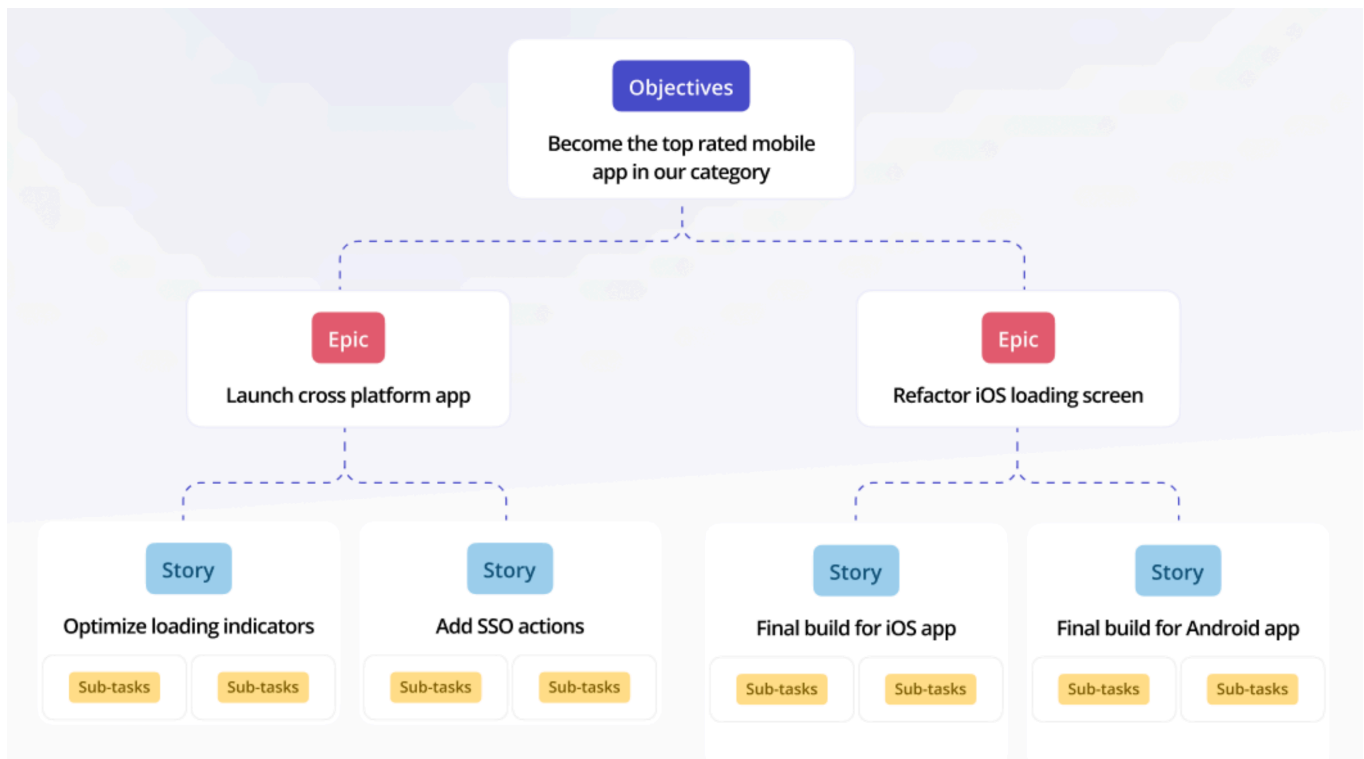 Objectives
Become the top rated mobile
app in our category
Epic
Launch cross platform app
Epic
Refactor iOS loading screen
Story
Optimize loading indicators
Sub-tasks
Sub-tasks
Story
Add SSO actions
Sub-tasks
Sub-tasks
Story
Final build for iOS app
Sub-tasks
Sub-tasks
Story
Final build for Android app
Sub-tasks
Sub-tasks